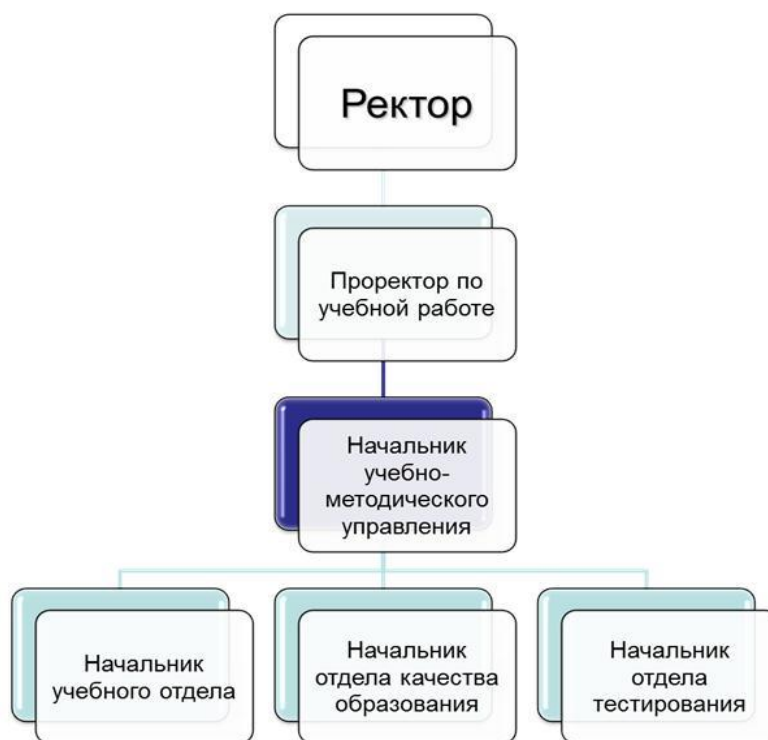 Ректор
Проректор по
учебной работе
Начальник
учебно-
методического
управления
Начальник
учебного отдела
Начальник
отдела качества
образования
Начальник
отдела
тестирования